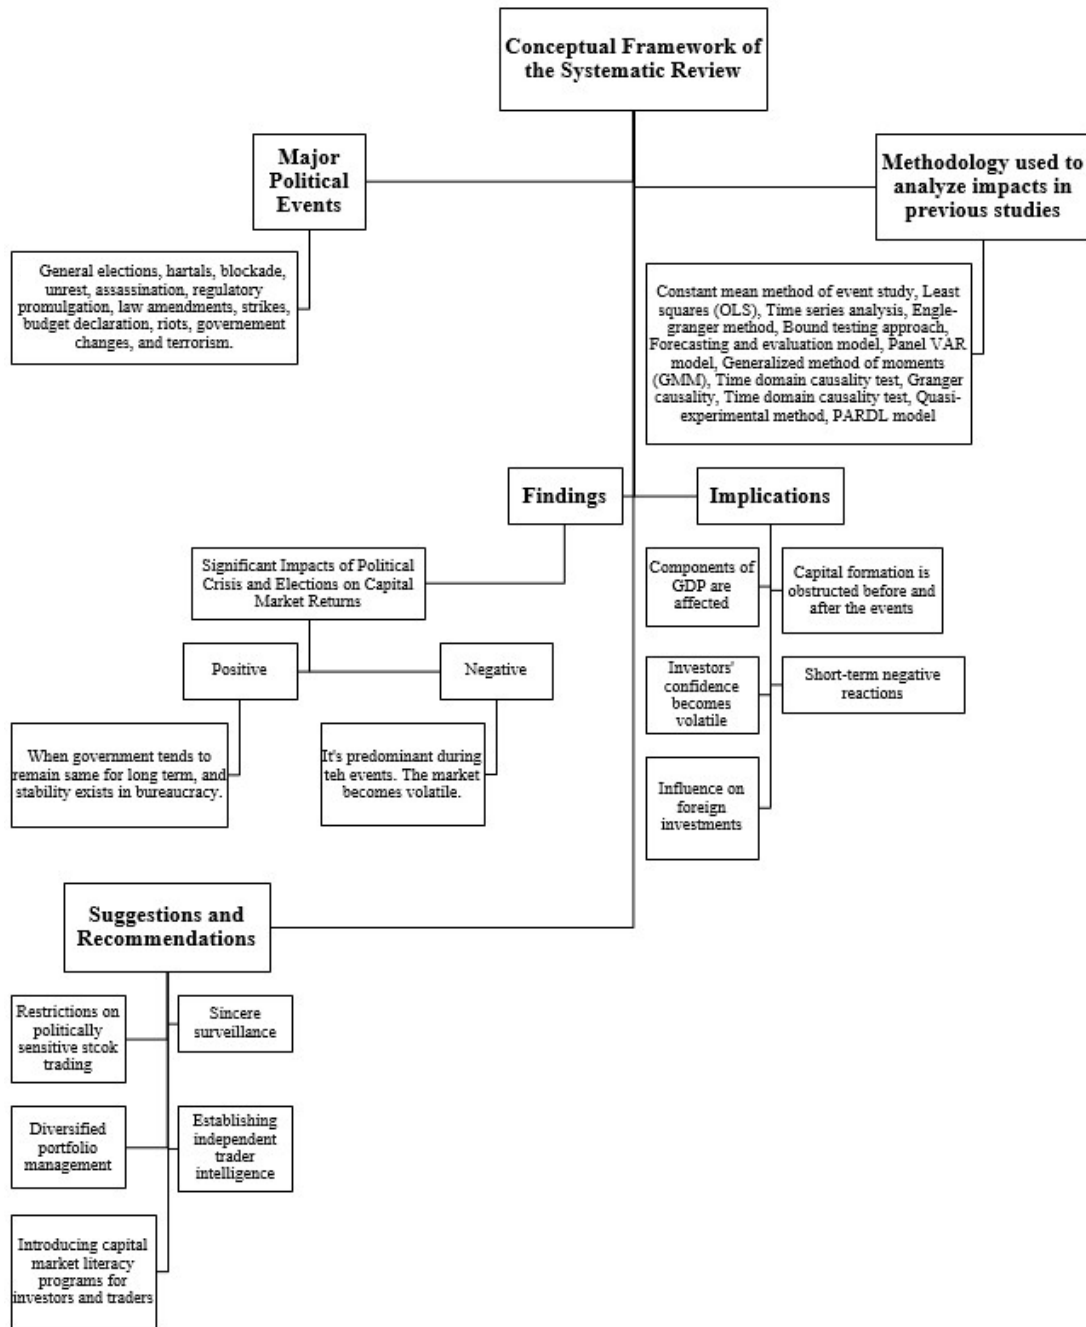 Conceptual Framework of
the Systematic Review
Major
Political
Events
Methodology used to
analyze impacts in
previous studies
General elections, hartals, blockade,
unrest, assassination, regulatory
promulgation, law amendments, strikes,
budget declaration, riots, governement
changes, and terrorism.
Constant mean method of event study, Least
squares (OLS), Time series analysis, Engle-
granger method, Bound testing approach,
Forecasting and evaluation model, Panel VAR
model, Generalized method of moments
(GMM), Time domain causality test, Granger
causality, Time domain causality test, Quasi-
experimental method, PARDL model
Findings
Implications
Significant Impacts of Political
Crisis and Elections on Capital
Market Returns
Positive
Negative
When government tends to
remain same for long term, and
stability exists in bureaucracy.
It's predominant during
teh events. The market
becomes volatile.
Components of
GDP are
affected
Capital formation is
obstructed before and
after the events
Investors'
confidence
becomes
volatile
Short-term negative
reactions
Influence on
foreign
investments
Suggestions and
Recommendations
Restrictions on
politically
sensitive stcok
trading
Sincere
surveillance
Diversified
portfolio
management
Establishing
independent
trader
intelligence
Introducing capital
market literacy
programs for
investors and traders